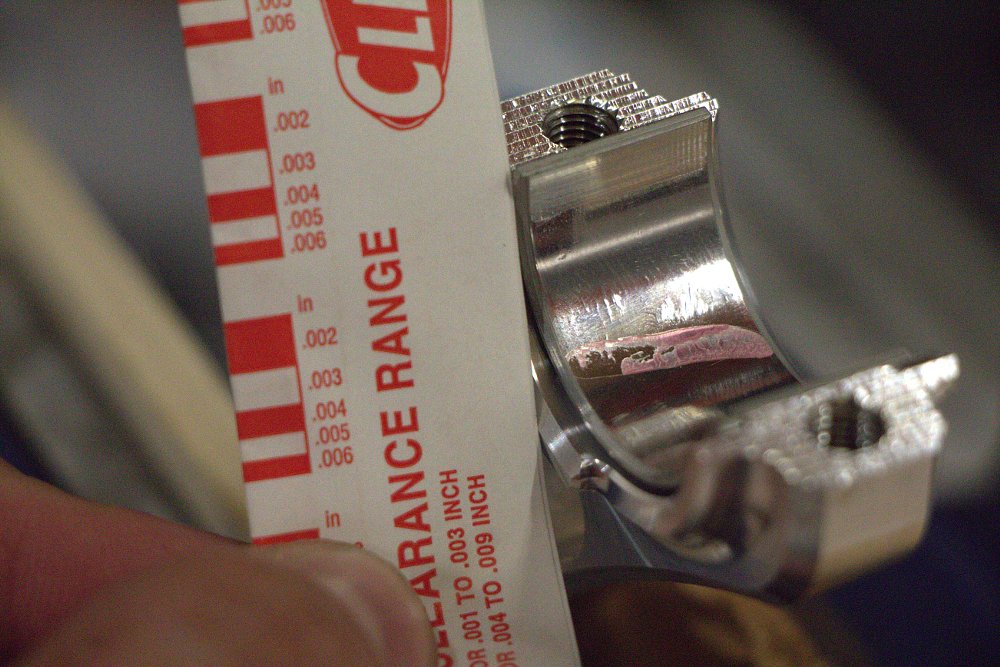 .006
in
.002
.003
.004
.005
.006
in
.002
.003
.004
.005
.006
in
CLEARANCE RANGE
OR .001 TO .003 INCH
OR .004 TO .009 INCH